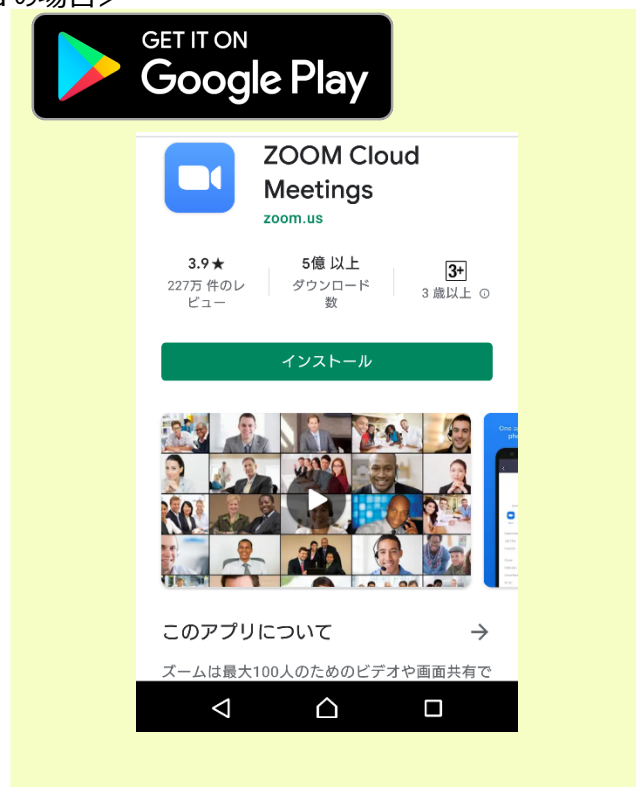 の場合＞
GET IT ON
Google Play
ZOOM Cloud
Meetings
zoom.us
3.9★
227万 件のレ
ビュー
5億 以上
ダウンロード
数
3+
3 歳以上
インストール
このアプリについて
ズームは最大100人のためのビデオや画面共有で